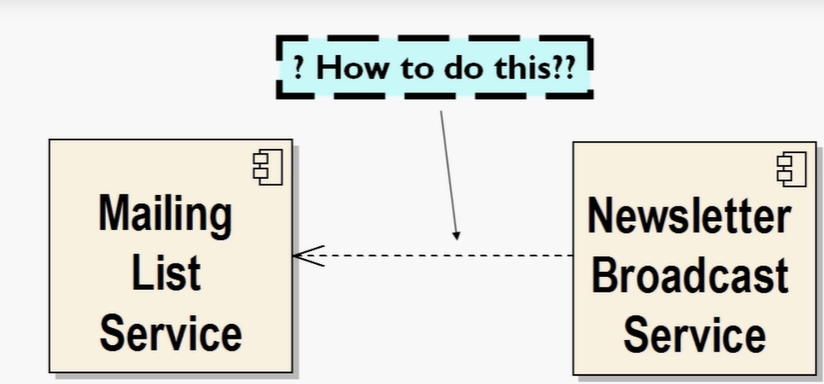 ? How to do this??
Mailing
List
Service
Newsletter
Broadcast
Service